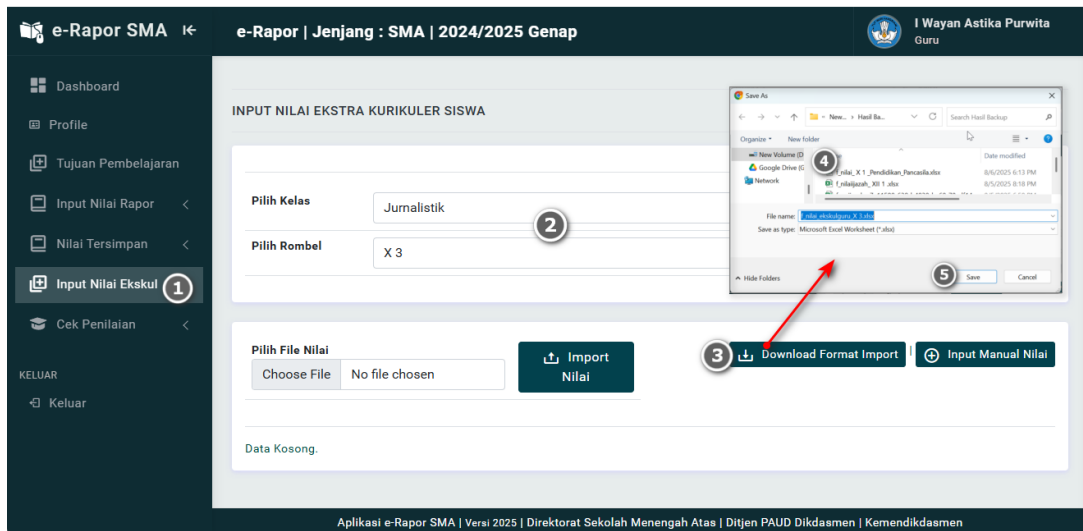 e-Rapor SMA
e-Rapor | Jenjang : SMA | 2024/2025 Genap
I Wayan Astika Purwita
Guru
Dashboard
Profile
Tujuan Pembelajaran
Input Nilai Rapor
Nilai Tersimpan
Input Nilai Ekskul
1
Cek Penilaian
KELUAR
Keluar
INPUT NILAI EKSTRA KURIKULER SISWA
Pilih Kelas
Jurnalistik
2
Pilih Rombel
X 3
Save As
New...
Hasil Ba...
Search Hasil Backup
Organize
New folder
New Volume (D
Date modified
Google Drive (G
4
f_nilai_ X 1 _Pendidikan_Pancasila.xlsx
8/6/2025 6:13 PM
Network
f_nilaiijazah_ XII 1 .xlsx
8/5/2025 8:18 PM
File name:
f_nilai_ekskulguru_X 3.xlsx
Save as type:
Microsoft Excel Worksheet (*.xlsx)
Hide Folders
5
Save
Cancel
Pilih File Nilai
Choose File
No file chosen
Import
Nilai
3
Download Format Import
|
Input Manual Nilai
Data Kosong.
Aplikasi e-Rapor SMA | Versi 2025 | Direktorat Sekolah Menengah Atas | Ditjen PAUD Dikdasmen | Kemendikdasmen